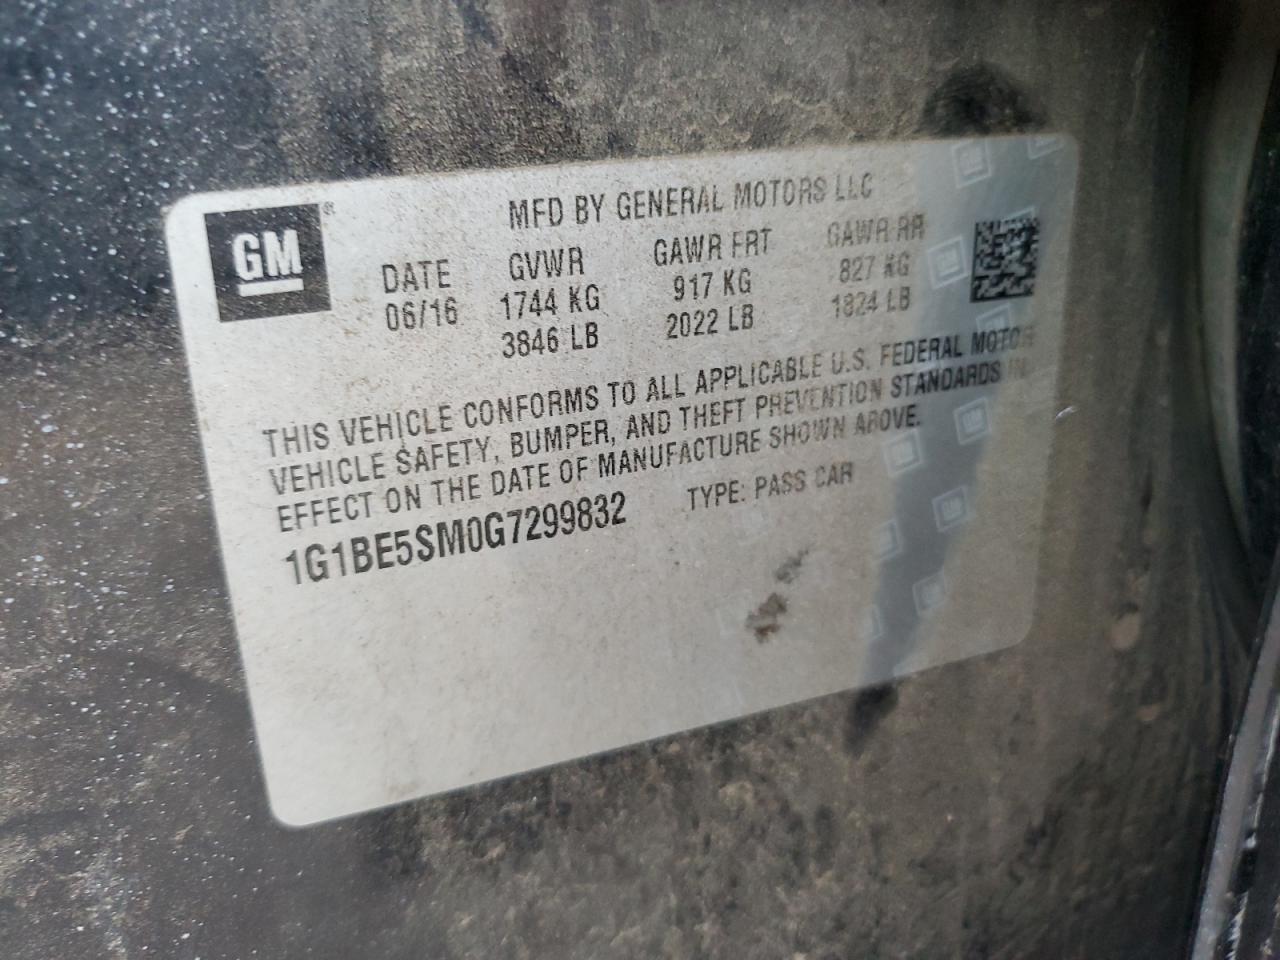 GM
MFD BY GENERAL MOTORS LLC
DATE GVWR GAWR FRT GAWR RR
06/16 1744 KG 917 KG 827 KG
3846 LB 2022 LB 1824 LB
THIS VEHICLE CONFORMS TO ALL APPLICABLE U.S. FEDERAL MOTOR
VEHICLE SAFETY, BUMPER, AND THEFT PREVENTION STANDARDS IN
EFFECT ON THE DATE OF MANUFACTURE SHOWN ABOVE.
1G1BE5SM0G7299832 TYPE: PASS CAR